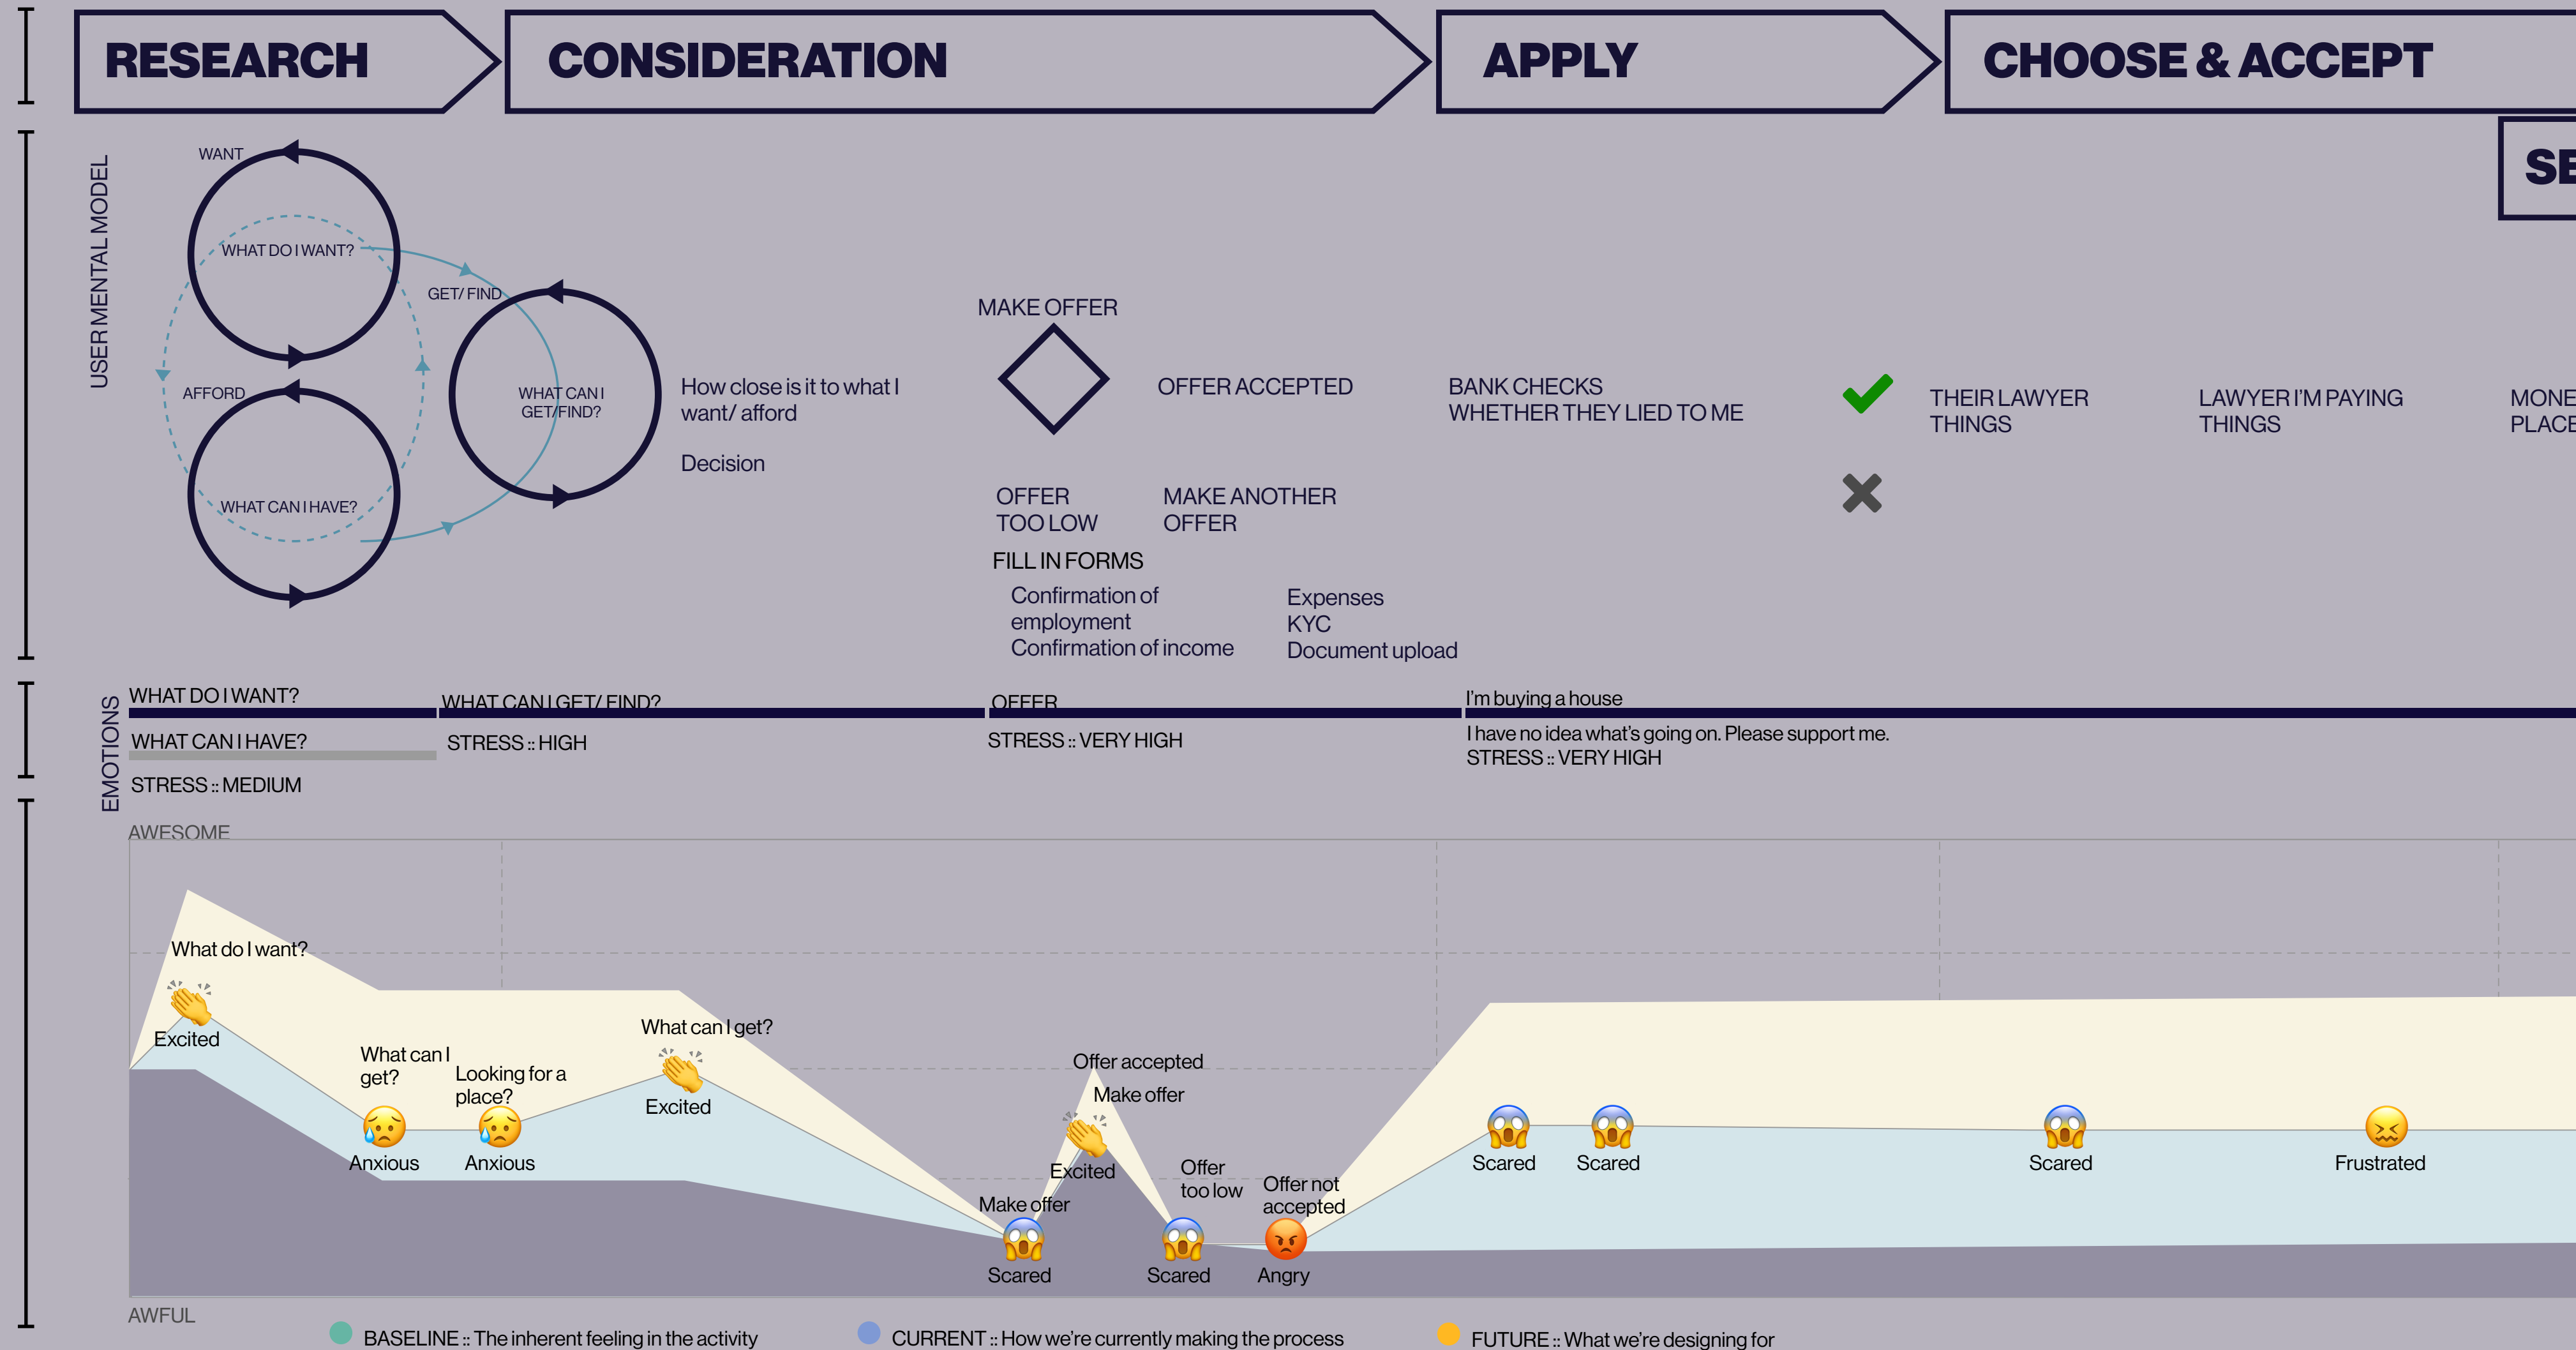 RESEARCH
CONSIDERATION
APPLY
CHOOSE & ACCEPT
SE
USER MENTAL MODEL
WANT
WHAT DO I WANT?
GET/ FIND
AFFORD
WHAT CAN I HAVE?
WHAT CAN I
GET/FIND?
How close is it to what I
want/ afford
Decision
MAKE OFFER
OFFER ACCEPTED
OFFER
TOO LOW
MAKE ANOTHER
OFFER
FILL IN FORMS
Confirmation of
employment
Confirmation of income
Expenses
KYC
Document upload
BANK CHECKS
WHETHER THEY LIED TO ME
THEIR LAWYER
THINGS
LAWYER I'M PAYING
THINGS
MONE
PLACE
EMOTIONS
WHAT DO I WANT?
WHAT CAN I HAVE?
STRESS :: MEDIUM
WHAT CAN I GET/ FIND?
STRESS :: HIGH
OFFER
STRESS :: VERY HIGH
I'm buying a house
I have no idea what's going on. Please support me.
STRESS :: VERY HIGH
AWESOME
What do I want?
Excited
What can I
get?
Anxious
Looking for a
place?
Anxious
What can I get?
Excited
Make offer
Scared
Offer accepted
Make offer
Excited
Offer
too low
Scared
Offer not
accepted
Angry
Scared
Scared
Scared
Frustrated
AWFUL
BASELINE :: The inherent feeling in the activity
CURRENT :: How we're currently making the process
FUTURE :: What we're designing for